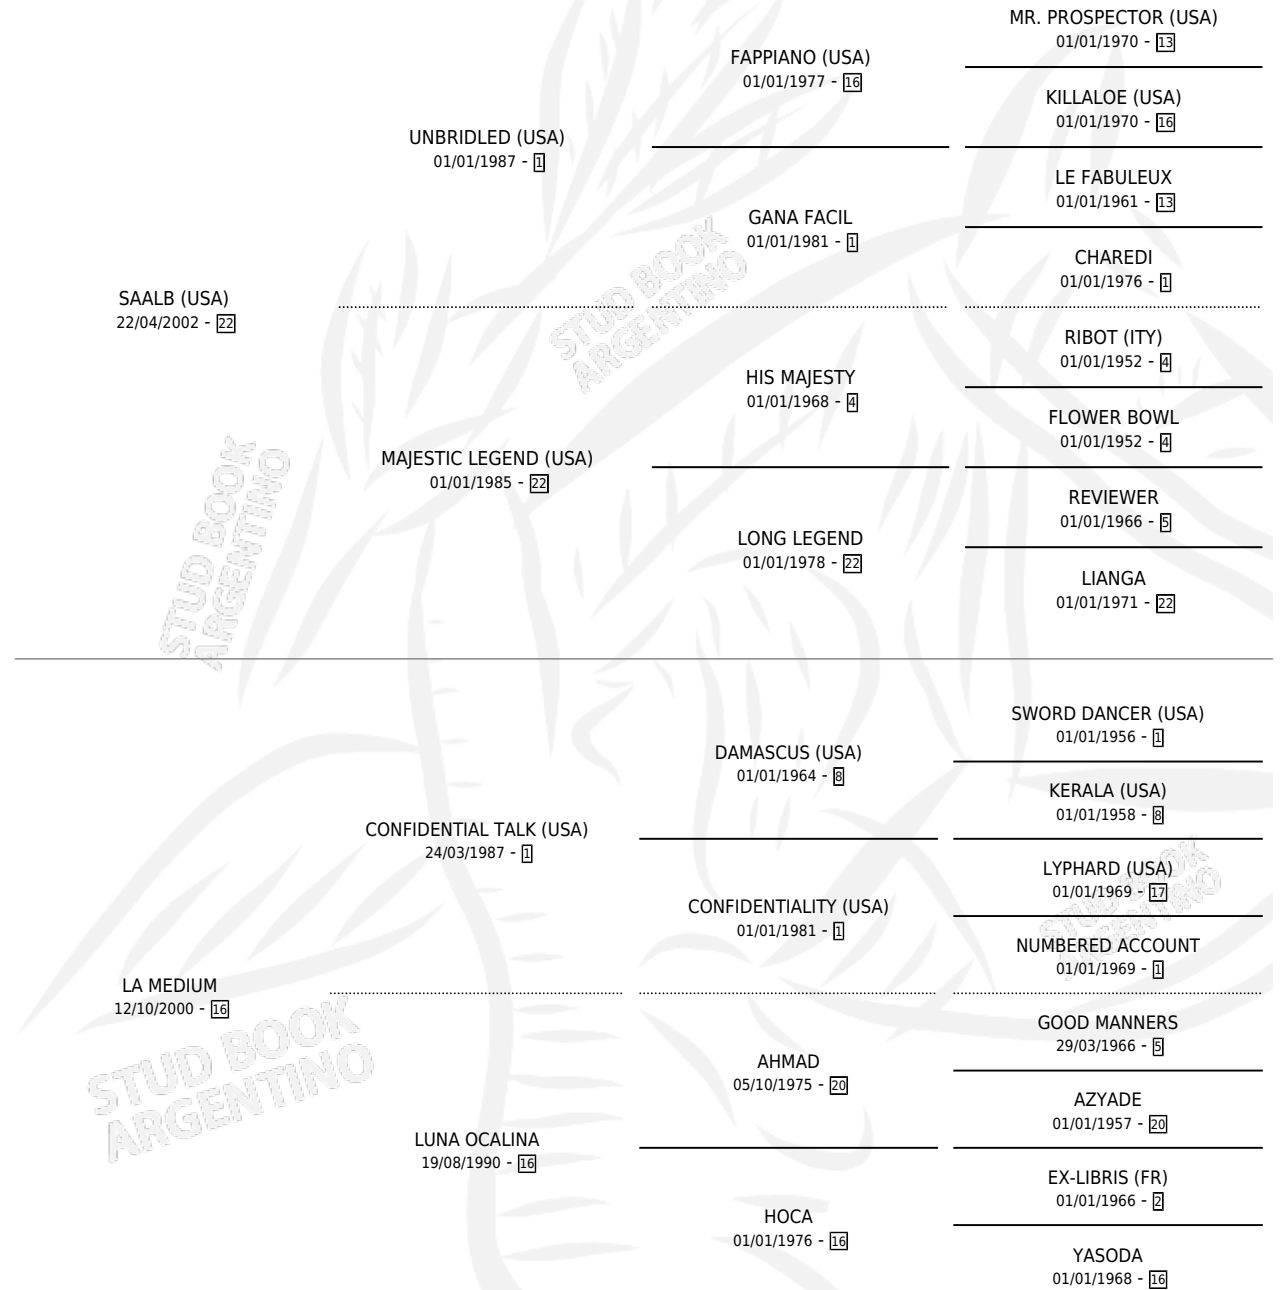 MR. PROSPECTOR (USA)
01/01/1970 - 13
FAPPIANO (USA)
01/01/1977 - 16
KILLALOE (USA)
01/01/1970 - 16
UNBRIDLED (USA)
01/01/1987 - 1
LE FABULEUX
01/01/1961 - 13
GANA FACIL
01/01/1981 - 1
CHAREDI
01/01/1976 - 1
SAALB (USA)
22/04/2002 - 22
RIBOT (ITY)
01/01/1952 - 4
HIS MAJESTY
01/01/1968 - 4
FLOWER BOWL
01/01/1952 - 4
MAJESTIC LEGEND (USA)
01/01/1985 - 22
REVIEWER
01/01/1966 - 5
LONG LEGEND
01/01/1978 - 22
LIANGA
01/01/1971 - 22
SWORD DANCER (USA)
01/01/1956 - 1
DAMASCUS (USA)
01/01/1964 - 8
KERALA (USA)
01/01/1958 - 8
CONFIDENTIAL TALK (USA)
24/03/1987 - 1
LYPHARD (USA)
01/01/1969 - 17
CONFIDENTIALITY (USA)
01/01/1981 - 1
NUMBERED ACCOUNT
01/01/1969 - 1
LA MEDIUM
12/10/2000 - 16
GOOD MANNERS
29/03/1966 - 5
AHMAD
05/10/1975 - 20
AZYADE
01/01/1957 - 20
LUNA OCALINA
19/08/1990 - 16
EX-LIBRIS (FR)
01/01/1966 - 2
HOCA
01/01/1976 - 16
YASODA
01/01/1968 - 16
STUD BOOK
ARGENTINO
STUD BOOK
ARGENTINO
STUD BOOK
ARGENTINO
STUD BOOK
ARGENTINO